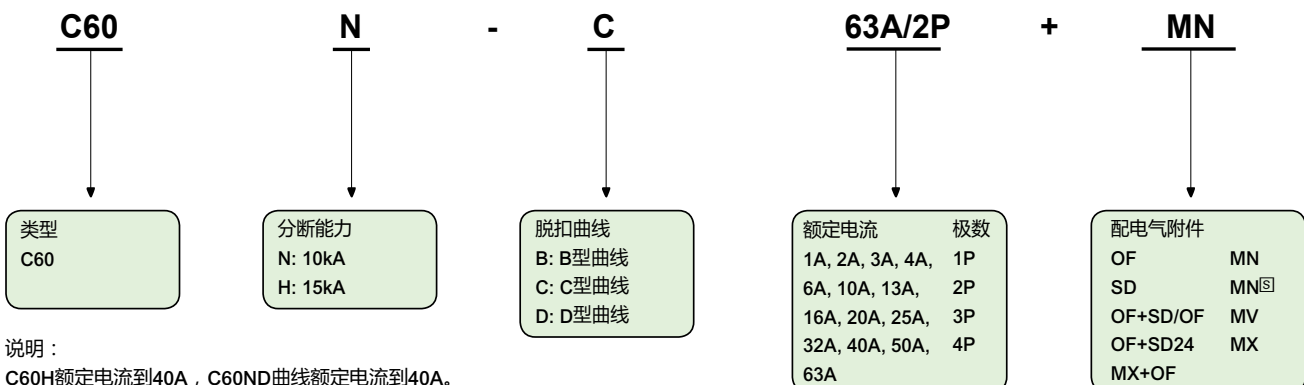 C60 N - C 63A/2P + MN
类型
C60
分断能力
N: 10kA
H: 15kA
脱扣曲线
B: B型曲线
C: C型曲线
D: D型曲线
额定电流 极数
1A, 2A, 3A, 4A, 1P
6A, 10A, 13A, 2P
16A, 20A, 25A, 3P
32A, 40A, 50A, 4P
63A
配电气附件
OF MN
SD MN🅂
OF+SD/OF MV
OF+SD24 MX
MX+OF
说明：
C60H额定电流到40A，C60ND曲线额定电流到40A。